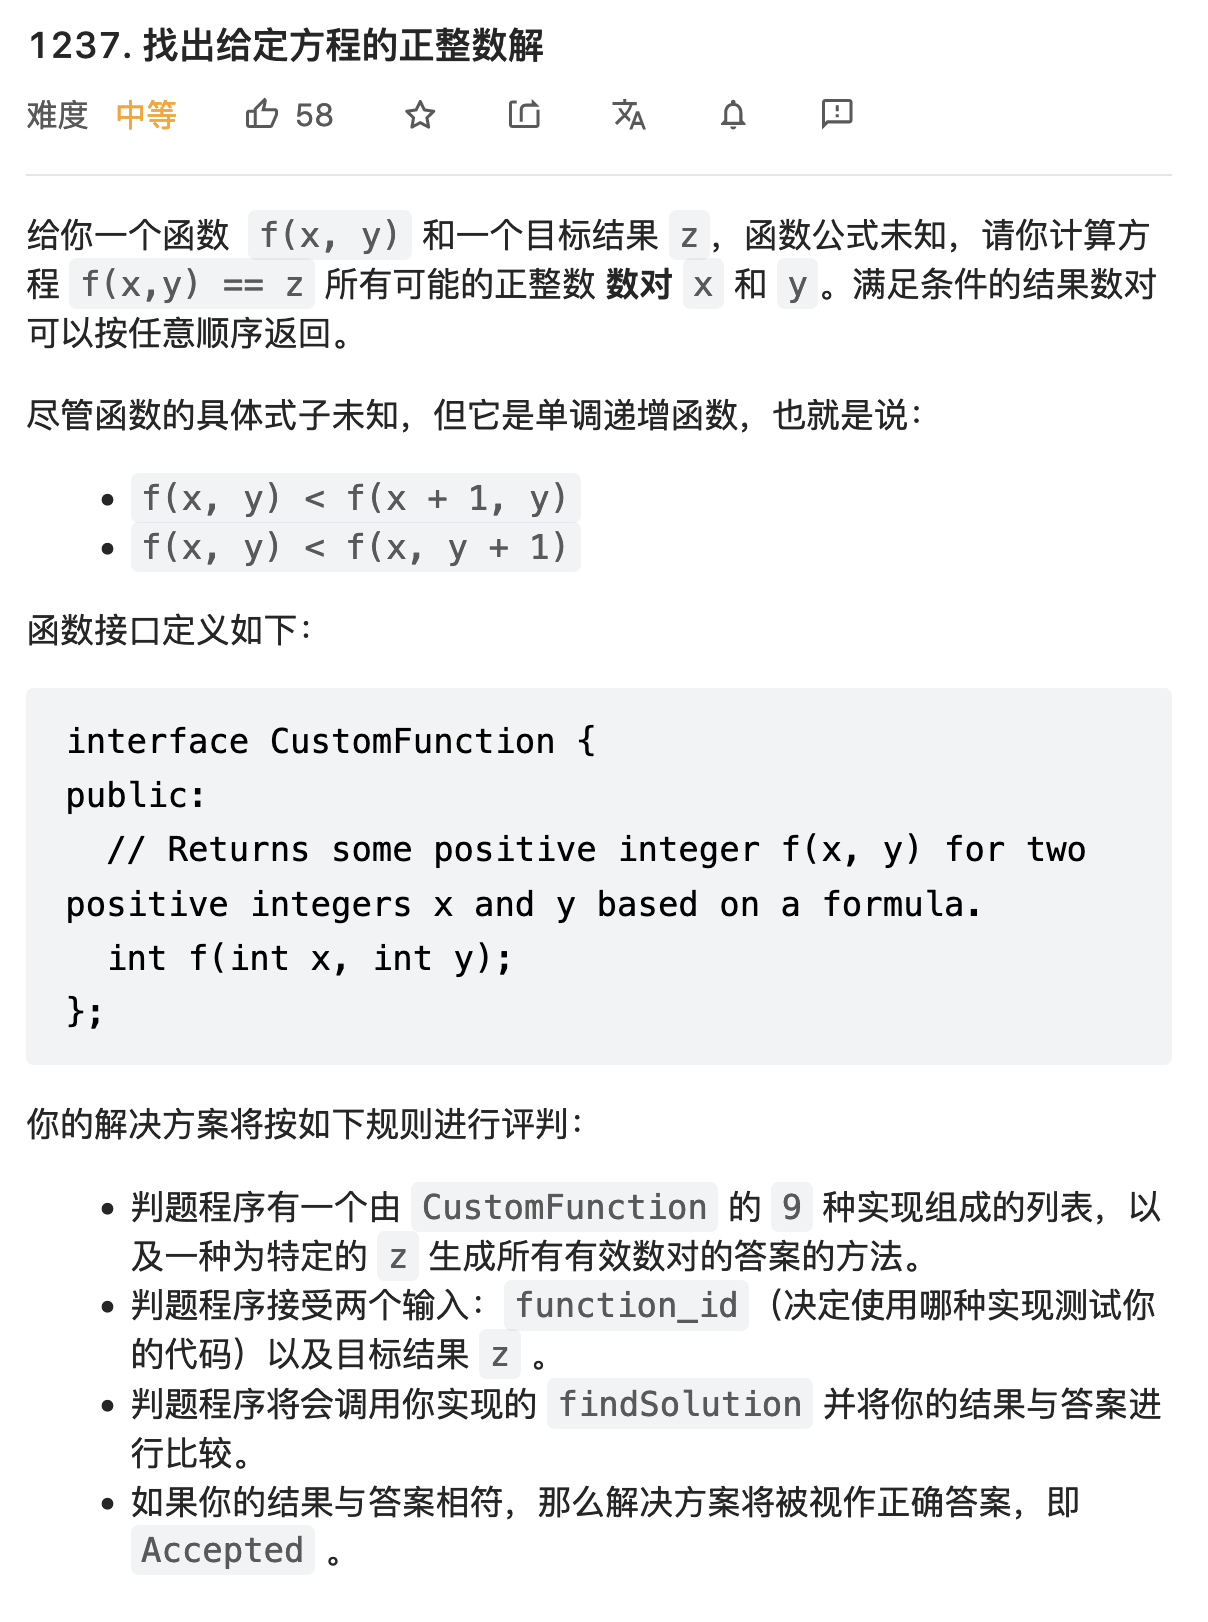 1237. 找出给定方程的正整数解
难度 中等 58
给你一个函数 f(x, y) 和一个目标结果 z，函数公式未知，请你计算方
程 f(x,y) == z 所有可能的正整数 数对 x 和 y。满足条件的结果数对
可以按任意顺序返回。
尽管函数的具体式子未知，但它是单调递增函数，也就是说：
• f(x, y) < f(x + 1, y)
• f(x, y) < f(x, y + 1)
函数接口定义如下：
interface CustomFunction {
public:
// Returns some positive integer f(x, y) for two
positive integers x and y based on a formula.
int f(int x, int y);
};
你的解决方案将按如下规则进行评判：
• 判题程序有一个由 CustomFunction 的 9 种实现组成的列表，以
及一种为特定的 z 生成所有有效数对的答案的方法。
• 判题程序接受两个输入：function_id（决定使用哪种实现测试你
的代码）以及目标结果 z 。
• 判题程序将会调用你实现的 findSolution 并将你的结果与答案进
行比较。
• 如果你的结果与答案相符，那么解决方案将被视作正确答案，即
Accepted 。